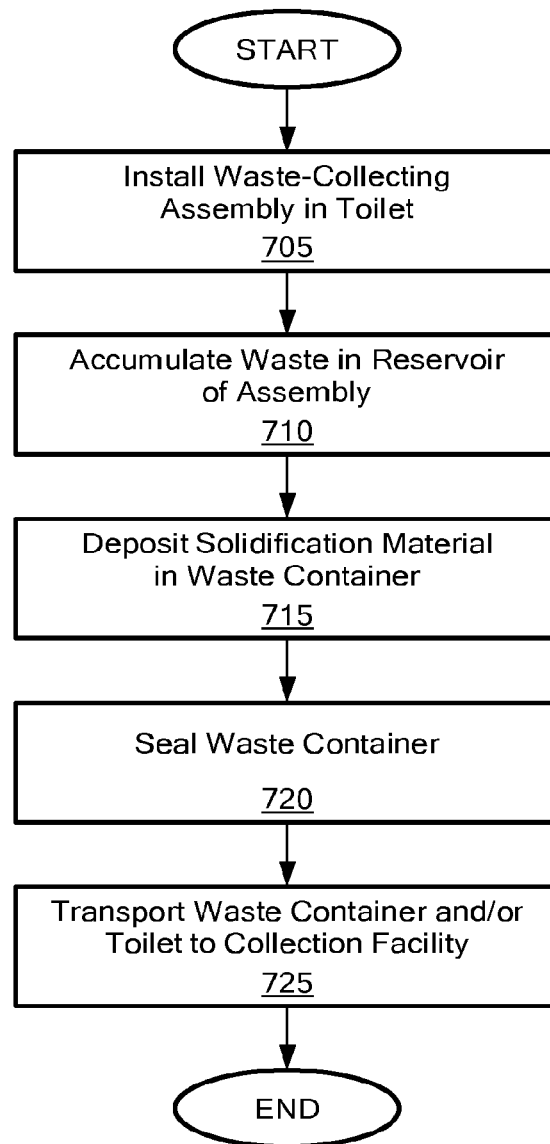 START
Install Waste-Collecting
Assembly in Toilet
705
Accumulate Waste in Reservoir
of Assembly
710
Deposit Solidification Material
in Waste Container
715
Seal Waste Container
720
Transport Waste Container and/or
Toilet to Collection Facility
725
END